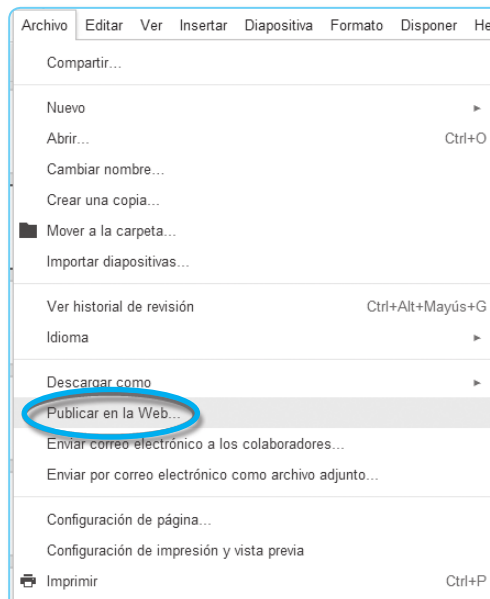 Archivo Editar Ver Insertar Diapositiva Formato Disponer He
Compartir...
Nuevo
Abrir... Ctrl+O
Cambiar nombre...
Crear una copia...
Mover a la carpeta...
Importar diapositivas...
Ver historial de revisión Ctrl+Alt+Mayús+G
Idioma
Descargar como
Publicar en la Web...
Enviar correo electrónico a los colaboradores...
Enviar por correo electrónico como archivo adjunto...
Configuración de página...
Configuración de impresión y vista previa
Imprimir Ctrl+P